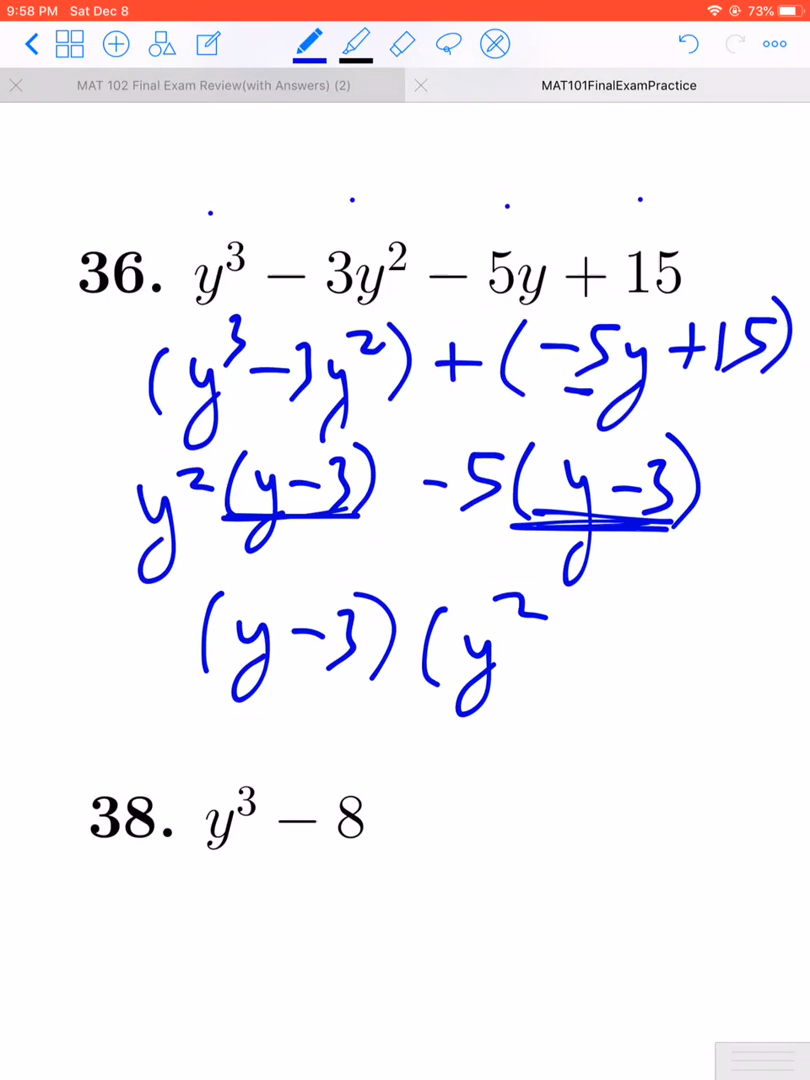 9:58 PM Sat Dec 8 73%
MAT 102 Final Exam Review(with Answers) (2) MAT101FinalExamPractice
36. y³ − 3y² − 5y + 15
(y³ − 3y²) + (−5y + 15)
y²(y − 3) − 5(y − 3)
(y − 3)(y²
38. y³ − 8